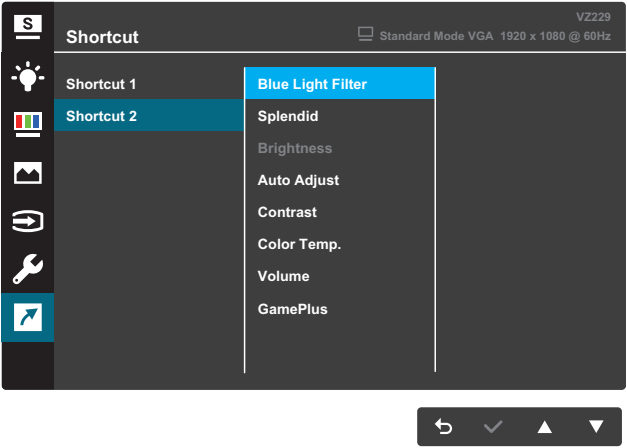 S
VZ229
Shortcut
Standard Mode VGA 1920 x 1080 @ 60Hz
Shortcut 1
Shortcut 2
Blue Light Filter
Splendid
Brightness
Auto Adjust
Contrast
Color Temp.
Volume
GamePlus